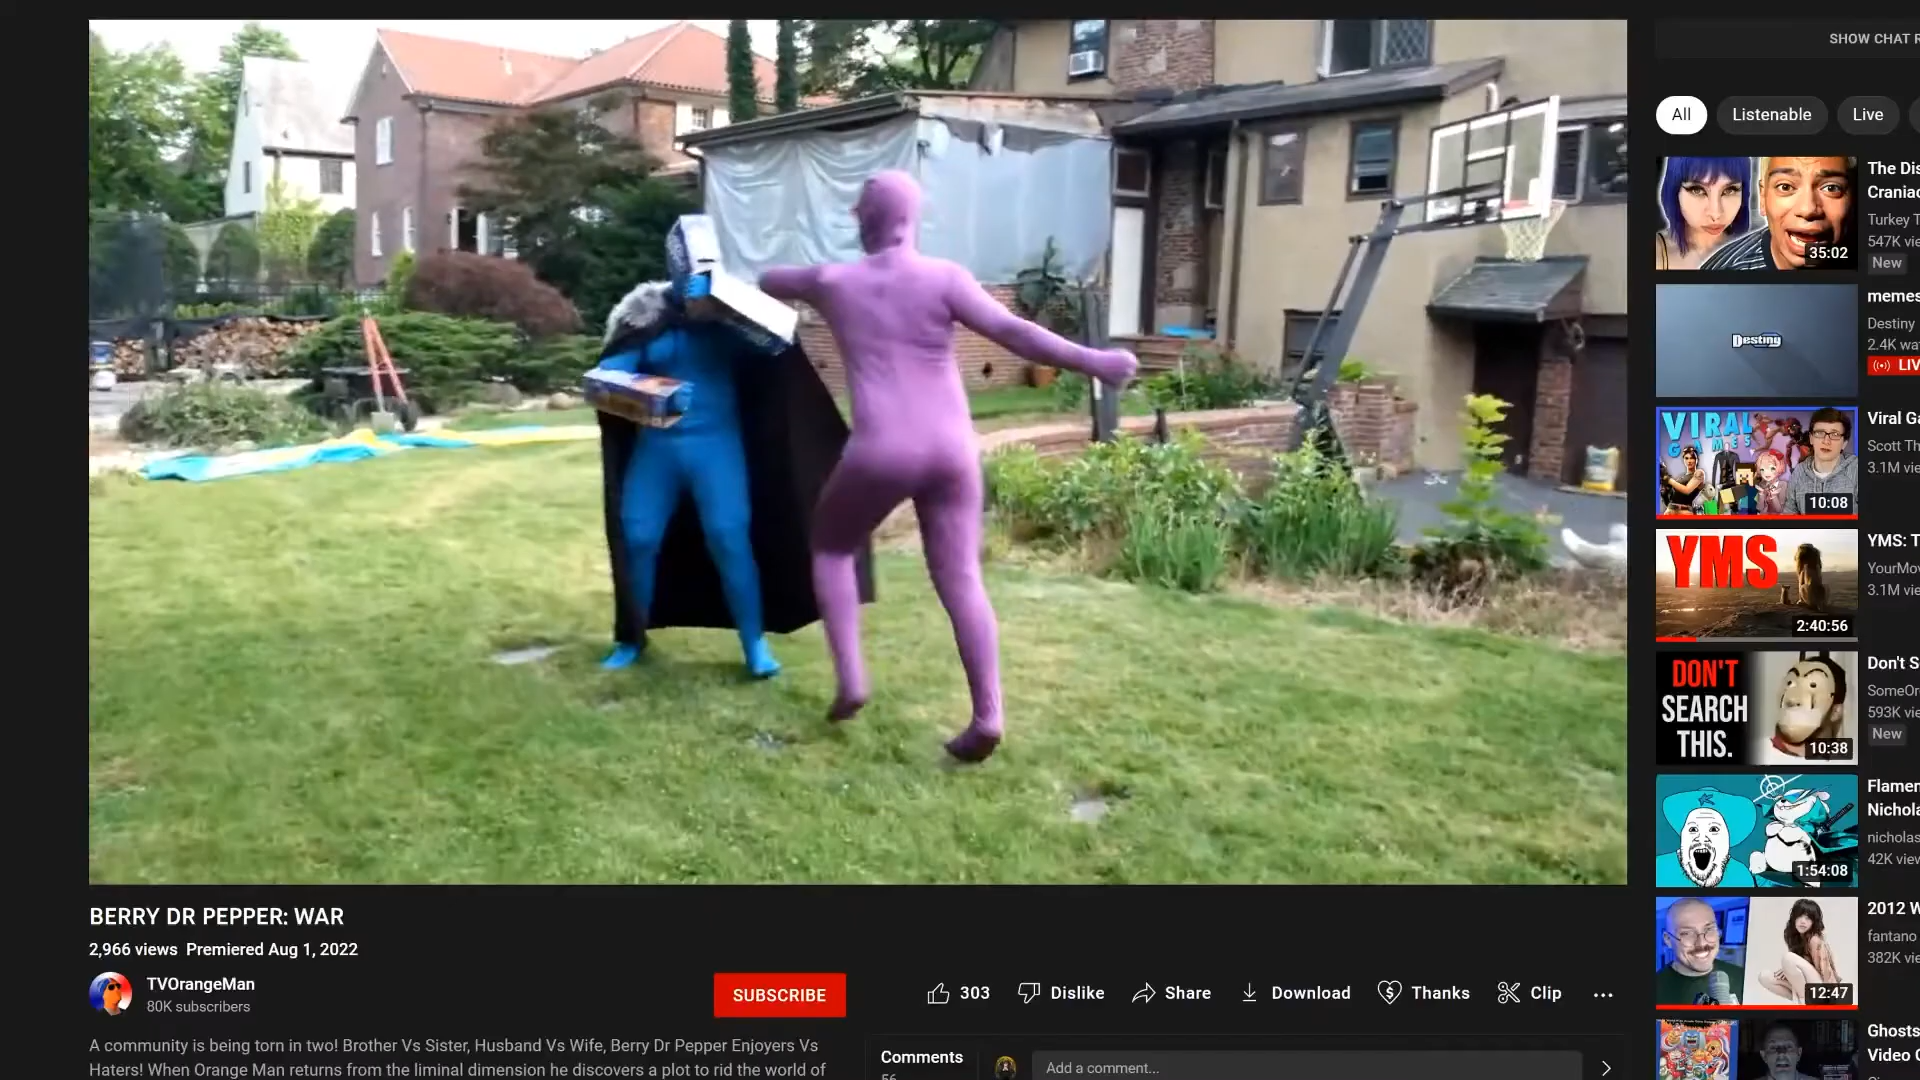 SHOW CHAT R
All
Listenable
Live
35:02
The Dis
Craniac
Turkey T
547K vie
New
Destiny
memes
Destiny
2.4K wat
LIV
VIRAL
GAMES
10:08
Viral Ga
Scott Th
3.1M vie
YMS
2:40:56
YMS: T
YourMov
3.1M vie
DON'T
SEARCH
THIS.
10:38
Don't S
SomeOr
593K vie
New
1:54:08
Flamen
Nichola
nicholas
42K view
12:47
2012 W
fantano
382K vie
Ghosts
Video G
BERRY DR PEPPER: WAR
2,966 views Premiered Aug 1, 2022
TVOrangeMan
80K subscribers
SUBSCRIBE
303
Dislike
Share
Download
Thanks
Clip
A community is being torn in two! Brother Vs Sister, Husband Vs Wife, Berry Dr Pepper Enjoyers Vs
Haters! When Orange Man returns from the liminal dimension he discovers a plot to rid the world of
Comments
56
Add a comment...